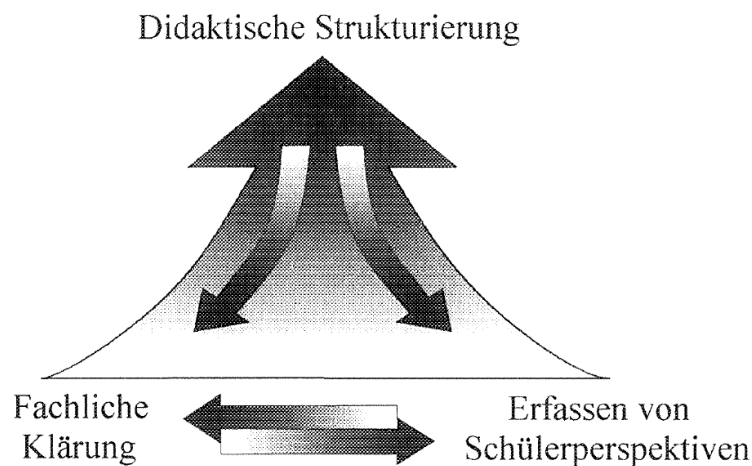 Didaktische Strukturierung
Fachliche
Klärung
Erfassen von
Schülerperspektiven